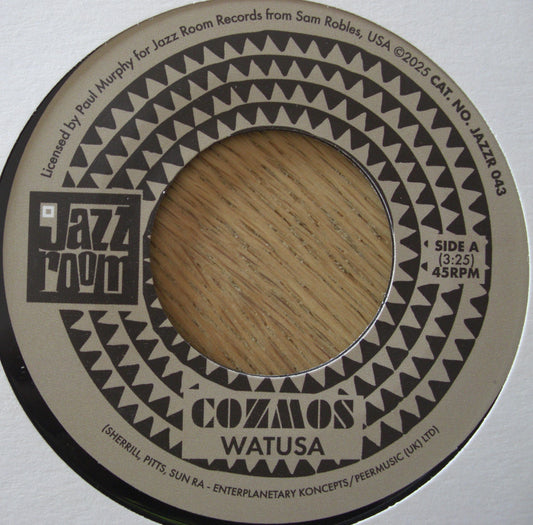 Licensed by Paul Murphy for Jazz Room Records from Sam Robles, USA ©2025 CAT. NO. JAZZR 043
Jazz
room
SIDE A
(3:25)
45RPM
COZMOS
WATUSA
(SHERRILL, PITTS, SUN RA - ENTERPLANETARY KONCEPTS/PEERMUSIC (UK) LTD)